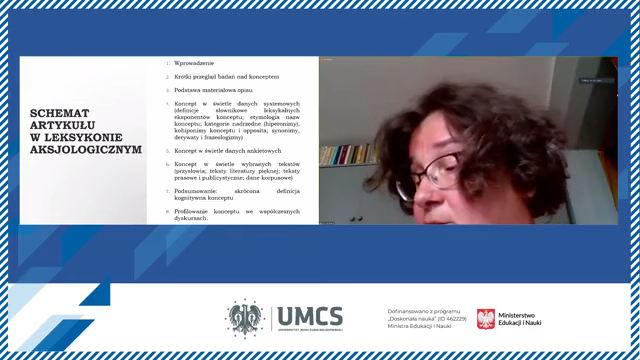 SCHEMAT
ARTYKUŁU
W LEKSYKONIE
AKSJOLOGICZNYM
1. Wprowadzenie
2. Krótki przegląd badań nad konceptem
3. Podstawa materiałowa opisu
4. Koncept w świetle danych systemowych
(definicje słownikowe leksykalnych
eksponentów konceptu; etymologia nazw
konceptu, kategorie nadrzędne (hiperonimy),
kohiponimy konceptu i opposita; synonimy,
derywaty i frazeologizmy)
5. Koncept w świetle danych ankietowych
6. Koncept w świetle wybranych tekstów
(przysłowia; teksty literatury pięknej; teksty
prasowe i publicystyczne; dane korpusowe)
7. Podsumowanie: skrócona definicja
kognitywna konceptu
8. Profilowanie konceptu we współczesnych
dyskursach.
UMCS
Dofinansowano z programu
„Doskonała nauka” (ID 462229)
Ministra Edukacji i Nauki
Ministerstwo
Edukacji i Nauki